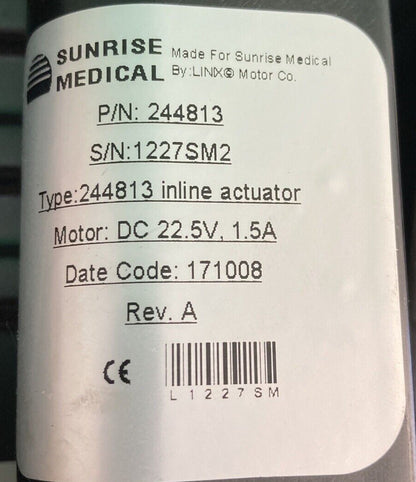 SUNRISE
MEDICAL
Made For Sunrise Medical
By:LINX® Motor Co.
P/N: 244813
S/N:1227SM2
Type:244813 inline actuator
Motor: DC 22.5V, 1.5A
Date Code: 171008
Rev. A
CE
L1227SM